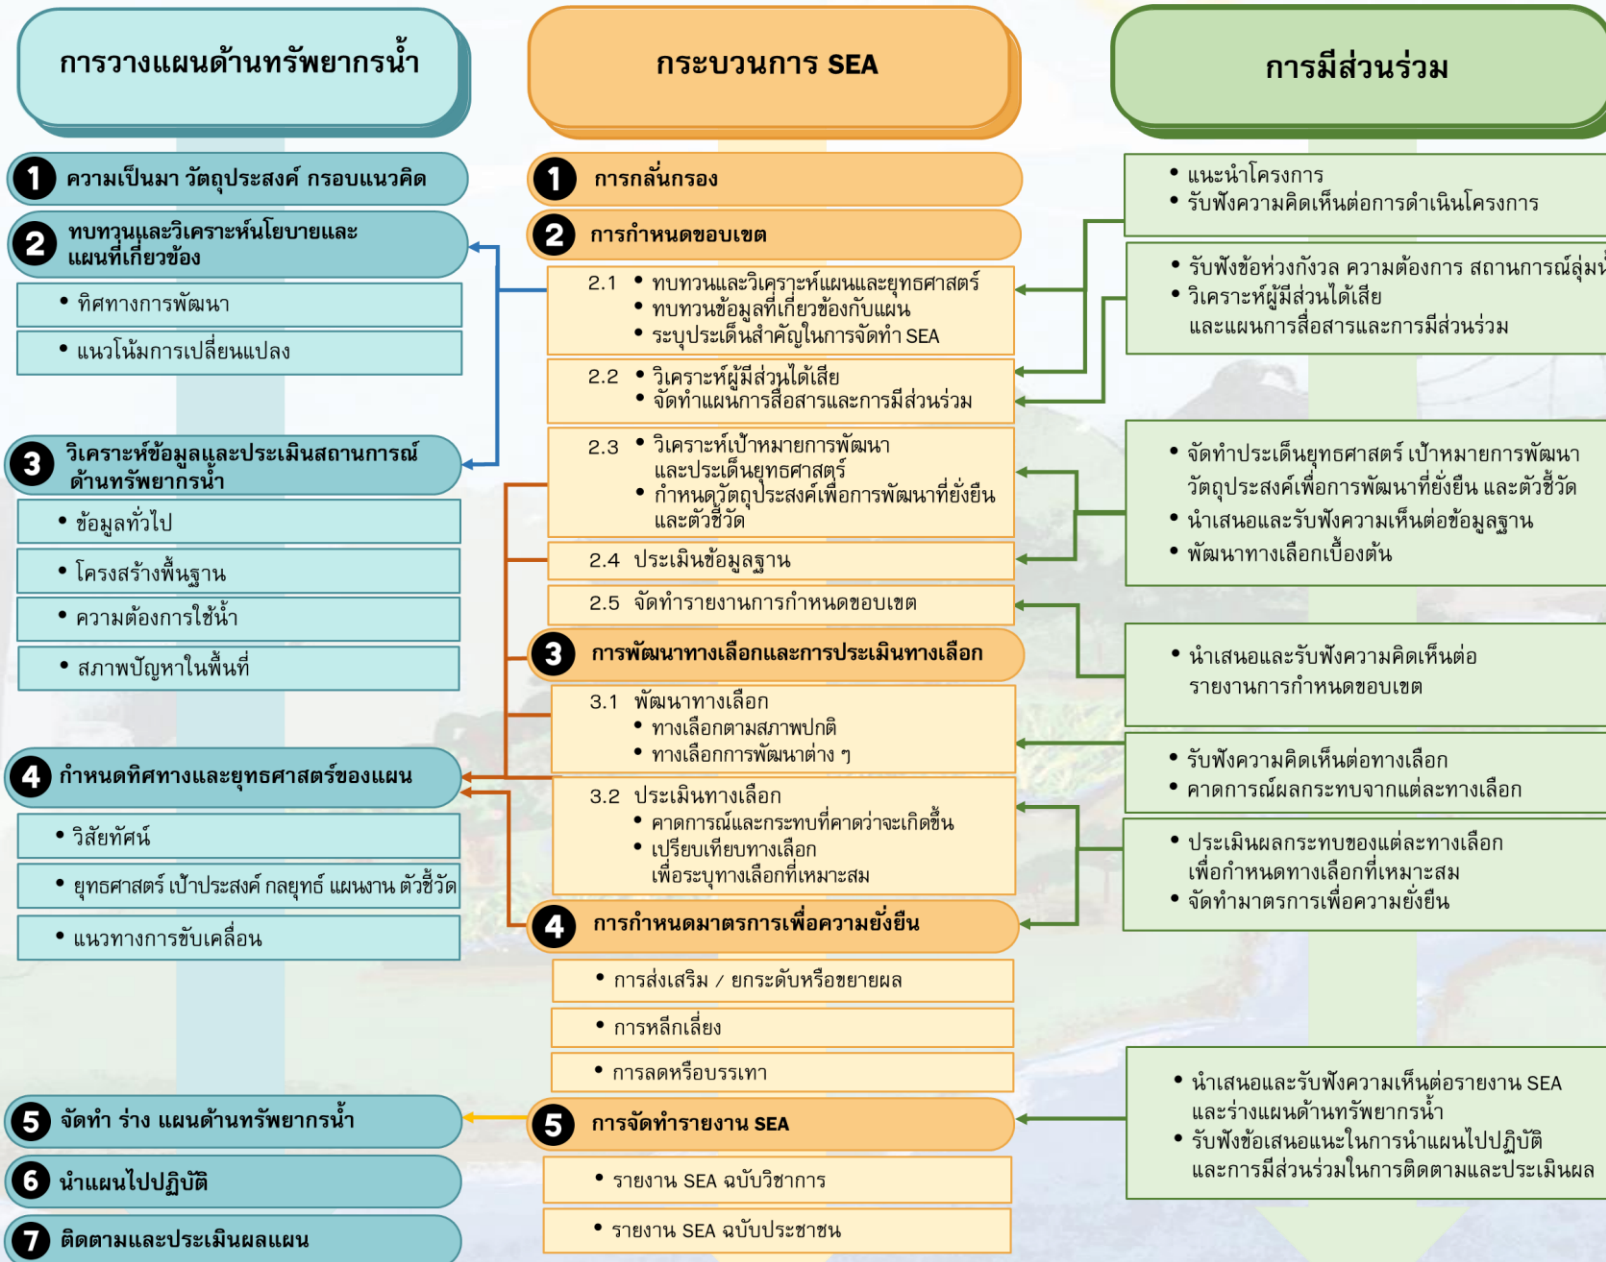 การวางแผนด้านทรัพยากรน้ำ
1 ความเป็นมา วัตถุประสงค์ กรอบแนวคิด
2 ทบทวนและวิเคราะห์นโยบายและ
แผนที่เกี่ยวข้อง
• ทิศทางการพัฒนา
• แนวโน้มการเปลี่ยนแปลง
3 วิเคราะห์ข้อมูลและประเมินสถานการณ์
ด้านทรัพยากรน้ำ
• ข้อมูลทั่วไป
• โครงสร้างพื้นฐาน
• ความต้องการใช้น้ำ
• สภาพปัญหาในพื้นที่
4 กำหนดทิศทางและยุทธศาสตร์ของแผน
• วิสัยทัศน์
• ยุทธศาสตร์ เป้าประสงค์ กลยุทธ์ แผนงาน ตัวชี้วัด
• แนวทางการขับเคลื่อน
5 จัดทำ ร่าง แผนด้านทรัพยากรน้ำ
6 นำแผนไปปฏิบัติ
7 ติดตามและประเมินผลแผน
กระบวนการ SEA
1 การกลั่นกรอง
2 การกำหนดขอบเขต
2.1 • ทบทวนและวิเคราะห์แผนและยุทธศาสตร์
• ทบทวนข้อมูลที่เกี่ยวข้องกับแผน
• ระบุประเด็นสำคัญในการจัดทำ SEA
2.2 • วิเคราะห์ผู้มีส่วนได้เสีย
• จัดทำแผนการสื่อสารและการมีส่วนร่วม
2.3 • วิเคราะห์เป้าหมายการพัฒนา
และประเด็นยุทธศาสตร์
• กำหนดวัตถุประสงค์เพื่อการพัฒนาที่ยั่งยืน
และตัวชี้วัด
2.4 ประเมินข้อมูลฐาน
2.5 จัดทำรายงานการกำหนดขอบเขต
3 การพัฒนาทางเลือกและการประเมินทางเลือก
3.1 พัฒนาทางเลือก
• ทางเลือกตามสภาพปกติ
• ทางเลือกการพัฒนาต่าง ๆ
3.2 ประเมินทางเลือก
• คาดการณ์และกระทบที่คาดว่าจะเกิดขึ้น
• เปรียบเทียบทางเลือก
เพื่อระบุทางเลือกที่เหมาะสม
4 การกำหนดมาตรการเพื่อความยั่งยืน
• การส่งเสริม / ยกระดับหรือขยายผล
• การหลีกเลี่ยง
• การลดหรือบรรเทา
5 การจัดทำรายงาน SEA
• รายงาน SEA ฉบับวิชาการ
• รายงาน SEA ฉบับประชาชน
การมีส่วนร่วม
• แนะนำโครงการ
• รับฟังความคิดเห็นต่อการดำเนินโครงการ
• รับฟังข้อห่วงกังวล ความต้องการ สถานการณ์
• วิเคราะห์ผู้มีส่วนได้เสีย
และแผนการสื่อสารและการมีส่วนร่วม
• จัดทำประเด็นยุทธศาสตร์ เป้าหมายการพัฒนา
วัตถุประสงค์เพื่อการพัฒนาที่ยั่งยืน และตัวชี้วัด
• นำเสนอและรับฟังความเห็นต่อข้อมูลฐาน
• พัฒนาทางเลือกเบื้องต้น
• นำเสนอและรับฟังความคิดเห็นต่อ
รายงานการกำหนดขอบเขต
• รับฟังความคิดเห็นต่อทางเลือก
• คาดการณ์ผลกระทบจากแต่ละทางเลือก
• ประเมินผลกระทบของแต่ละทางเลือก
เพื่อกำหนดทางเลือกที่เหมาะสม
• จัดทำมาตรการเพื่อความยั่งยืน
• นำเสนอและรับฟังความเห็นต่อรายงาน SEA
และร่างแผนด้านทรัพยากรน้ำ
• รับฟังข้อเสนอแนะในการนำแผนไปปฏิบัติ
และการมีส่วนร่วมในการติดตามและประเมินผล